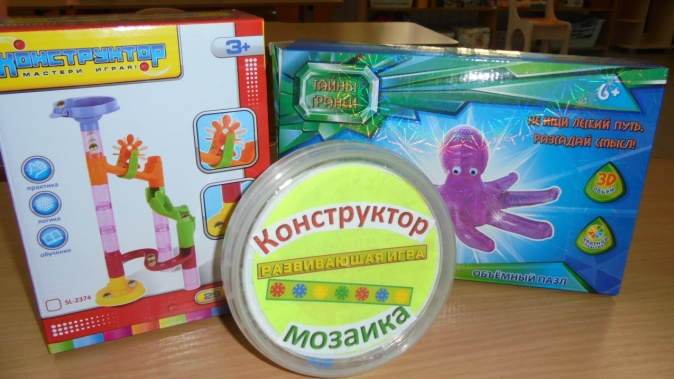 КОНСТРУКТОР
МАСТЕРИ ИГРАЯ!
3+
практика
логика
обучение
SL-2374
ТАЙНЫ
ГРАНЕЙ
6+
НЕ ИЩИ ЛЕГКИЙ ПУТЬ,
РАЗГАДАЙ СМЫСЛ!
3D
ОБЪЕМНЫЙ ПАЗЛ
Конструктор
РАЗВИВАЮЩАЯ ИГРА
мозаика